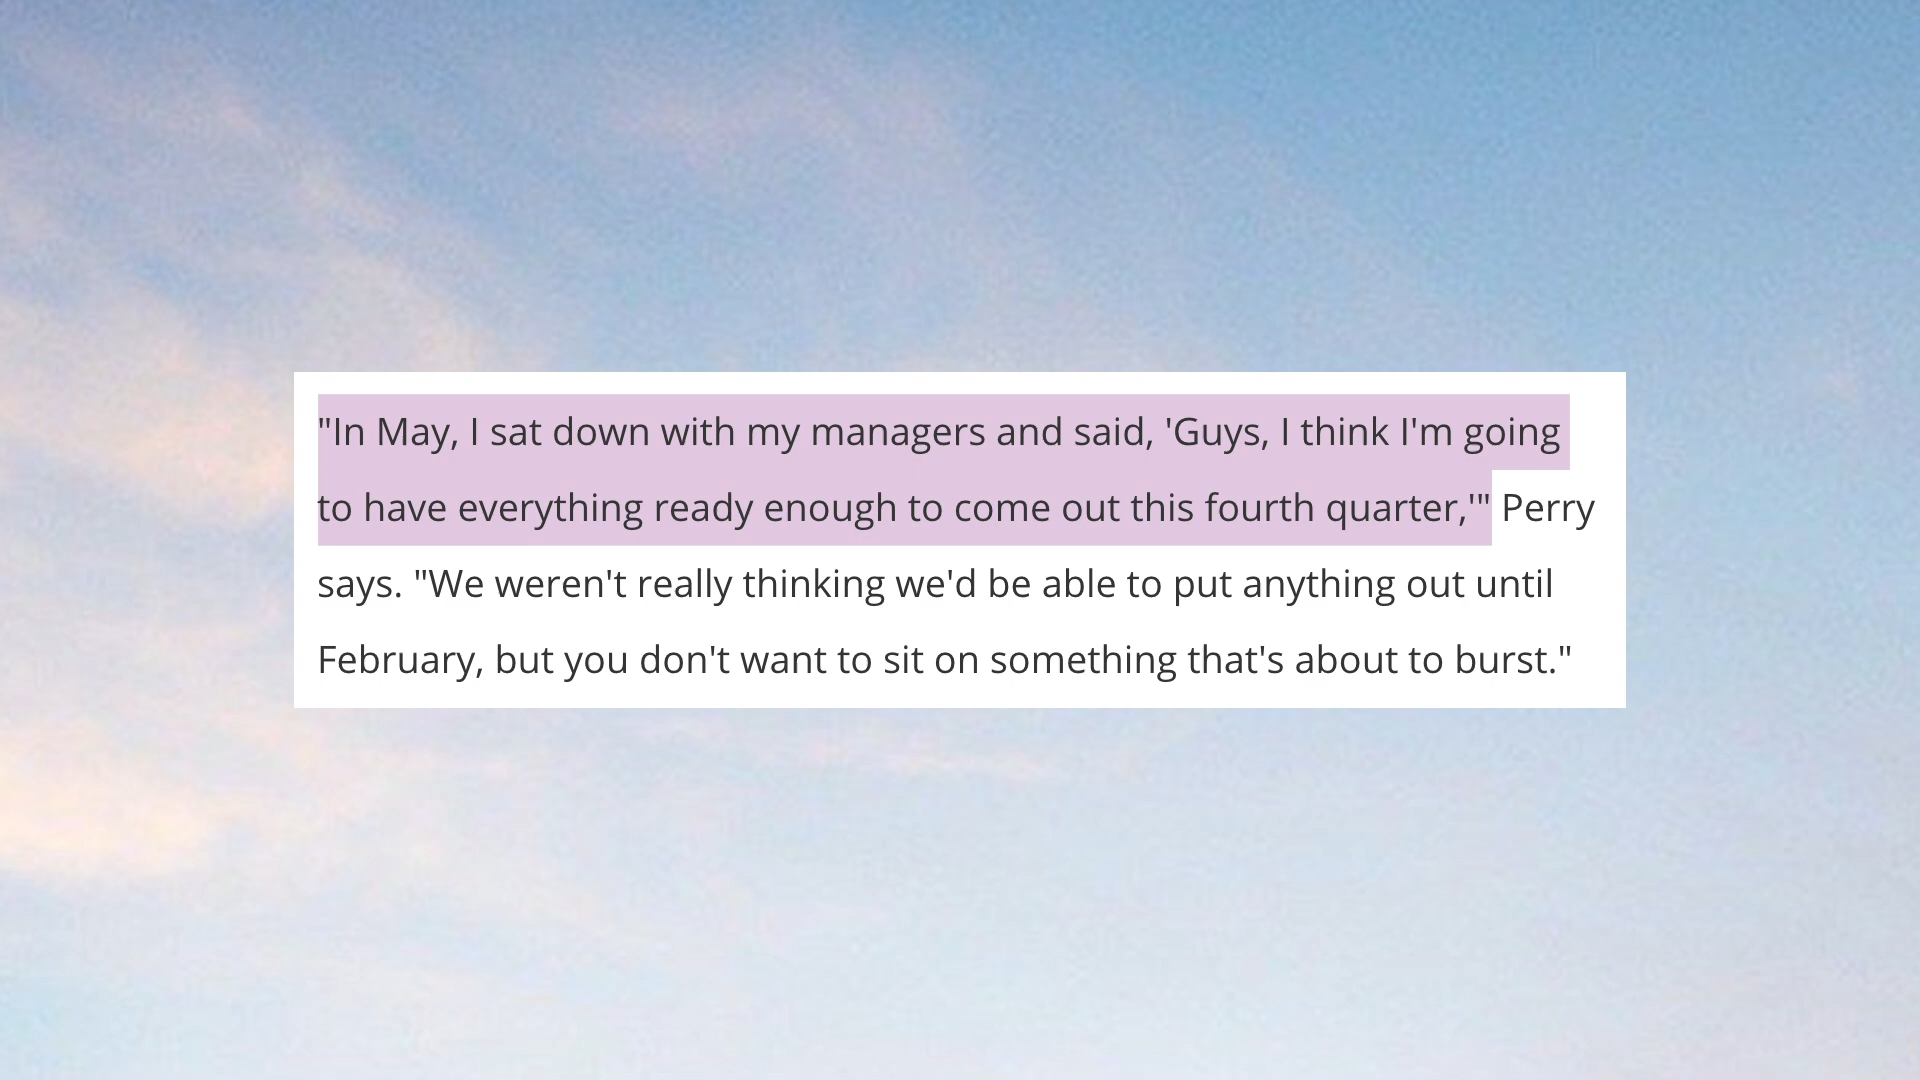 "In May, I sat down with my managers and said, 'Guys, I think I'm going
to have everything ready enough to come out this fourth quarter,'" Perry
says. "We weren't really thinking we'd be able to put anything out until
February, but you don't want to sit on something that's about to burst."